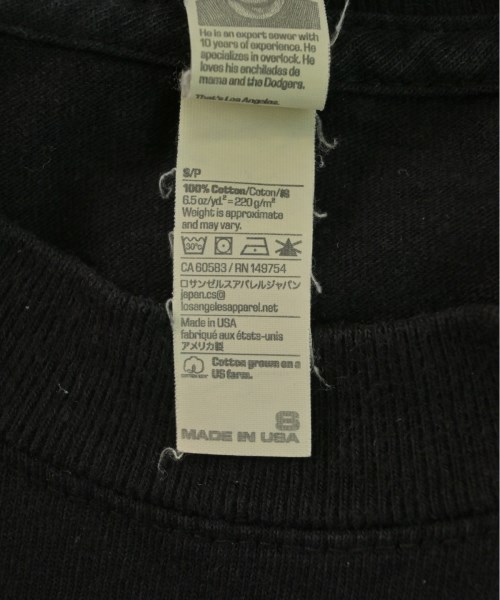 He is an expert sewer with
10 years of experience. He
specializes in overlock. He
loves his enchiladas de
mama and the Dodgers.
That's Los Angeles.
S/P
100% Cotton/Coton/綿
6.5 oz/yd.² = 220 g/m²
Weight is approximate
and may vary.
30°C
CA 60583 / RN 149754
ロサンゼルスアパレルジャパン
japan.cs@
losangelesapparel.net
Made in USA
fabriqué aux états-unis
アメリカ製
Cotton grown on a
US farm.
S
MADE IN USA